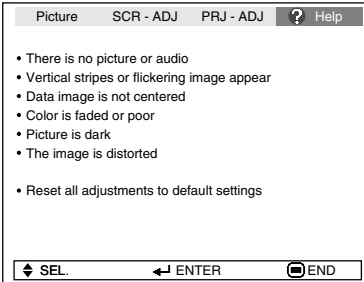 Picture SCR - ADJ PRJ - ADJ ? Help
• There is no picture or audio
• Vertical stripes or flickering image appear
• Data image is not centered
• Color is faded or poor
• Picture is dark
• The image is distorted
• Reset all adjustments to default settings
SEL. ENTER END